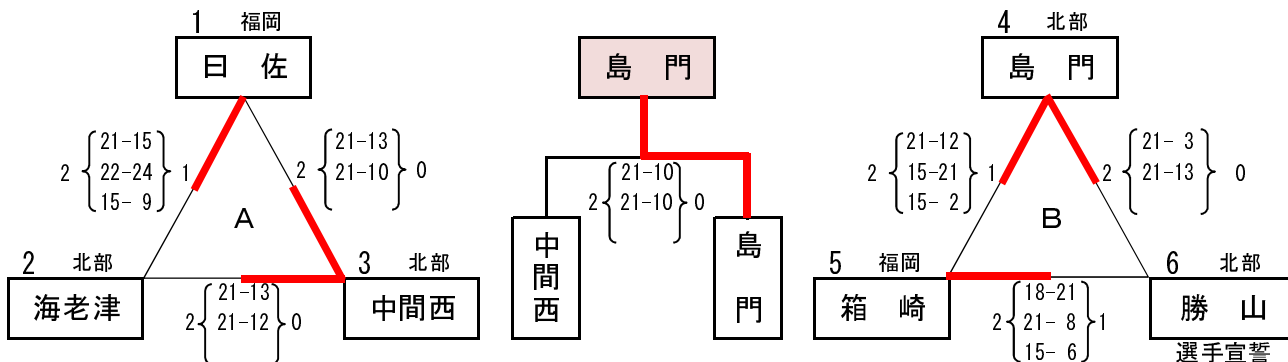 1 福岡
曰 佐
2 { 21-15 22-24 15- 9 } 1
2 { 21-13 21-10 } 0
A
2 北部
海老津
3 北部
中間西
2 { 21-13 21-12 } 0
島 門
2 { 21-10 21-10 } 0
中間西
島 門
4 北部
島 門
2 { 21-12 15-21 15- 2 } 1
2 { 21- 3 21-13 } 0
B
5 福岡
箱 崎
6 北部
勝 山
選手宣誓
2 { 18-21 21- 8 15- 6 } 1